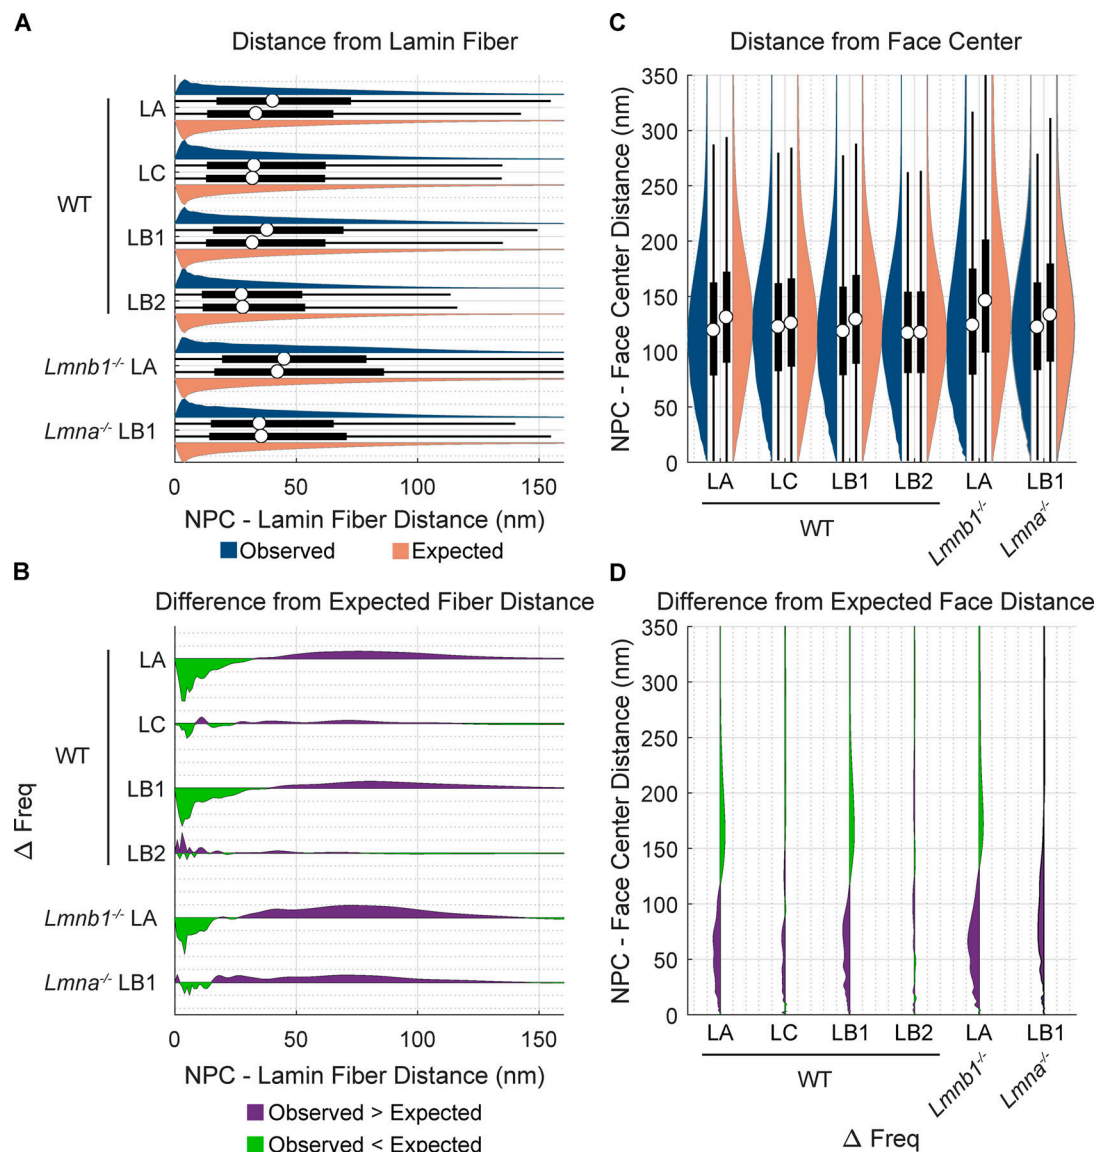 A
Distance from Lamin Fiber
WT
LA
LC
LB1
LB2
Lmnb1-/- LA
Lmna-/- LB1
0 50 100 150
NPC - Lamin Fiber Distance (nm)
Observed Expected
B
Difference from Expected Fiber Distance
Δ Freq
WT
LA
LC
LB1
LB2
Lmnb1-/- LA
Lmna-/- LB1
0 50 100 150
NPC - Lamin Fiber Distance (nm)
Observed > Expected
Observed < Expected
C
Distance from Face Center
NPC - Face Center Distance (nm)
350
300
250
200
150
100
50
0
LA LC LB1 LB2 LA LB1
WT
Lmnb1-/-
Lmna-/-
D
Difference from Expected Face Distance
NPC - Face Center Distance (nm)
350
300
250
200
150
100
50
0
LA LC LB1 LB2 LA LB1
WT
Lmnb1-/-
Lmna-/-
Δ Freq